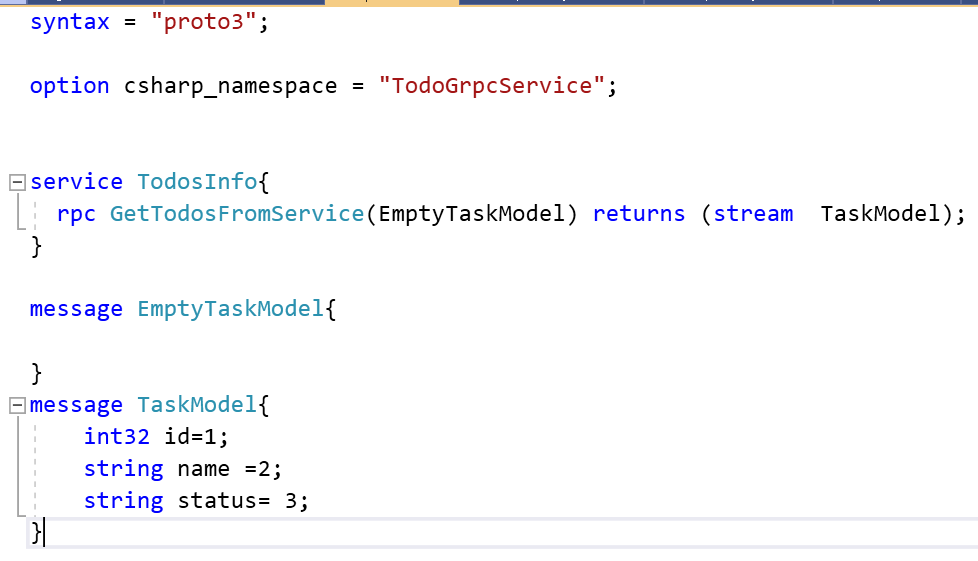 syntax = "proto3";
option csharp_namespace = "TodoGrpcService";
service TodosInfo{
rpc GetTodosFromService(EmptyTaskModel) returns (stream  TaskModel);
}
message EmptyTaskModel{
}
message TaskModel{
int32 id=1;
string name =2;
string status= 3;
}